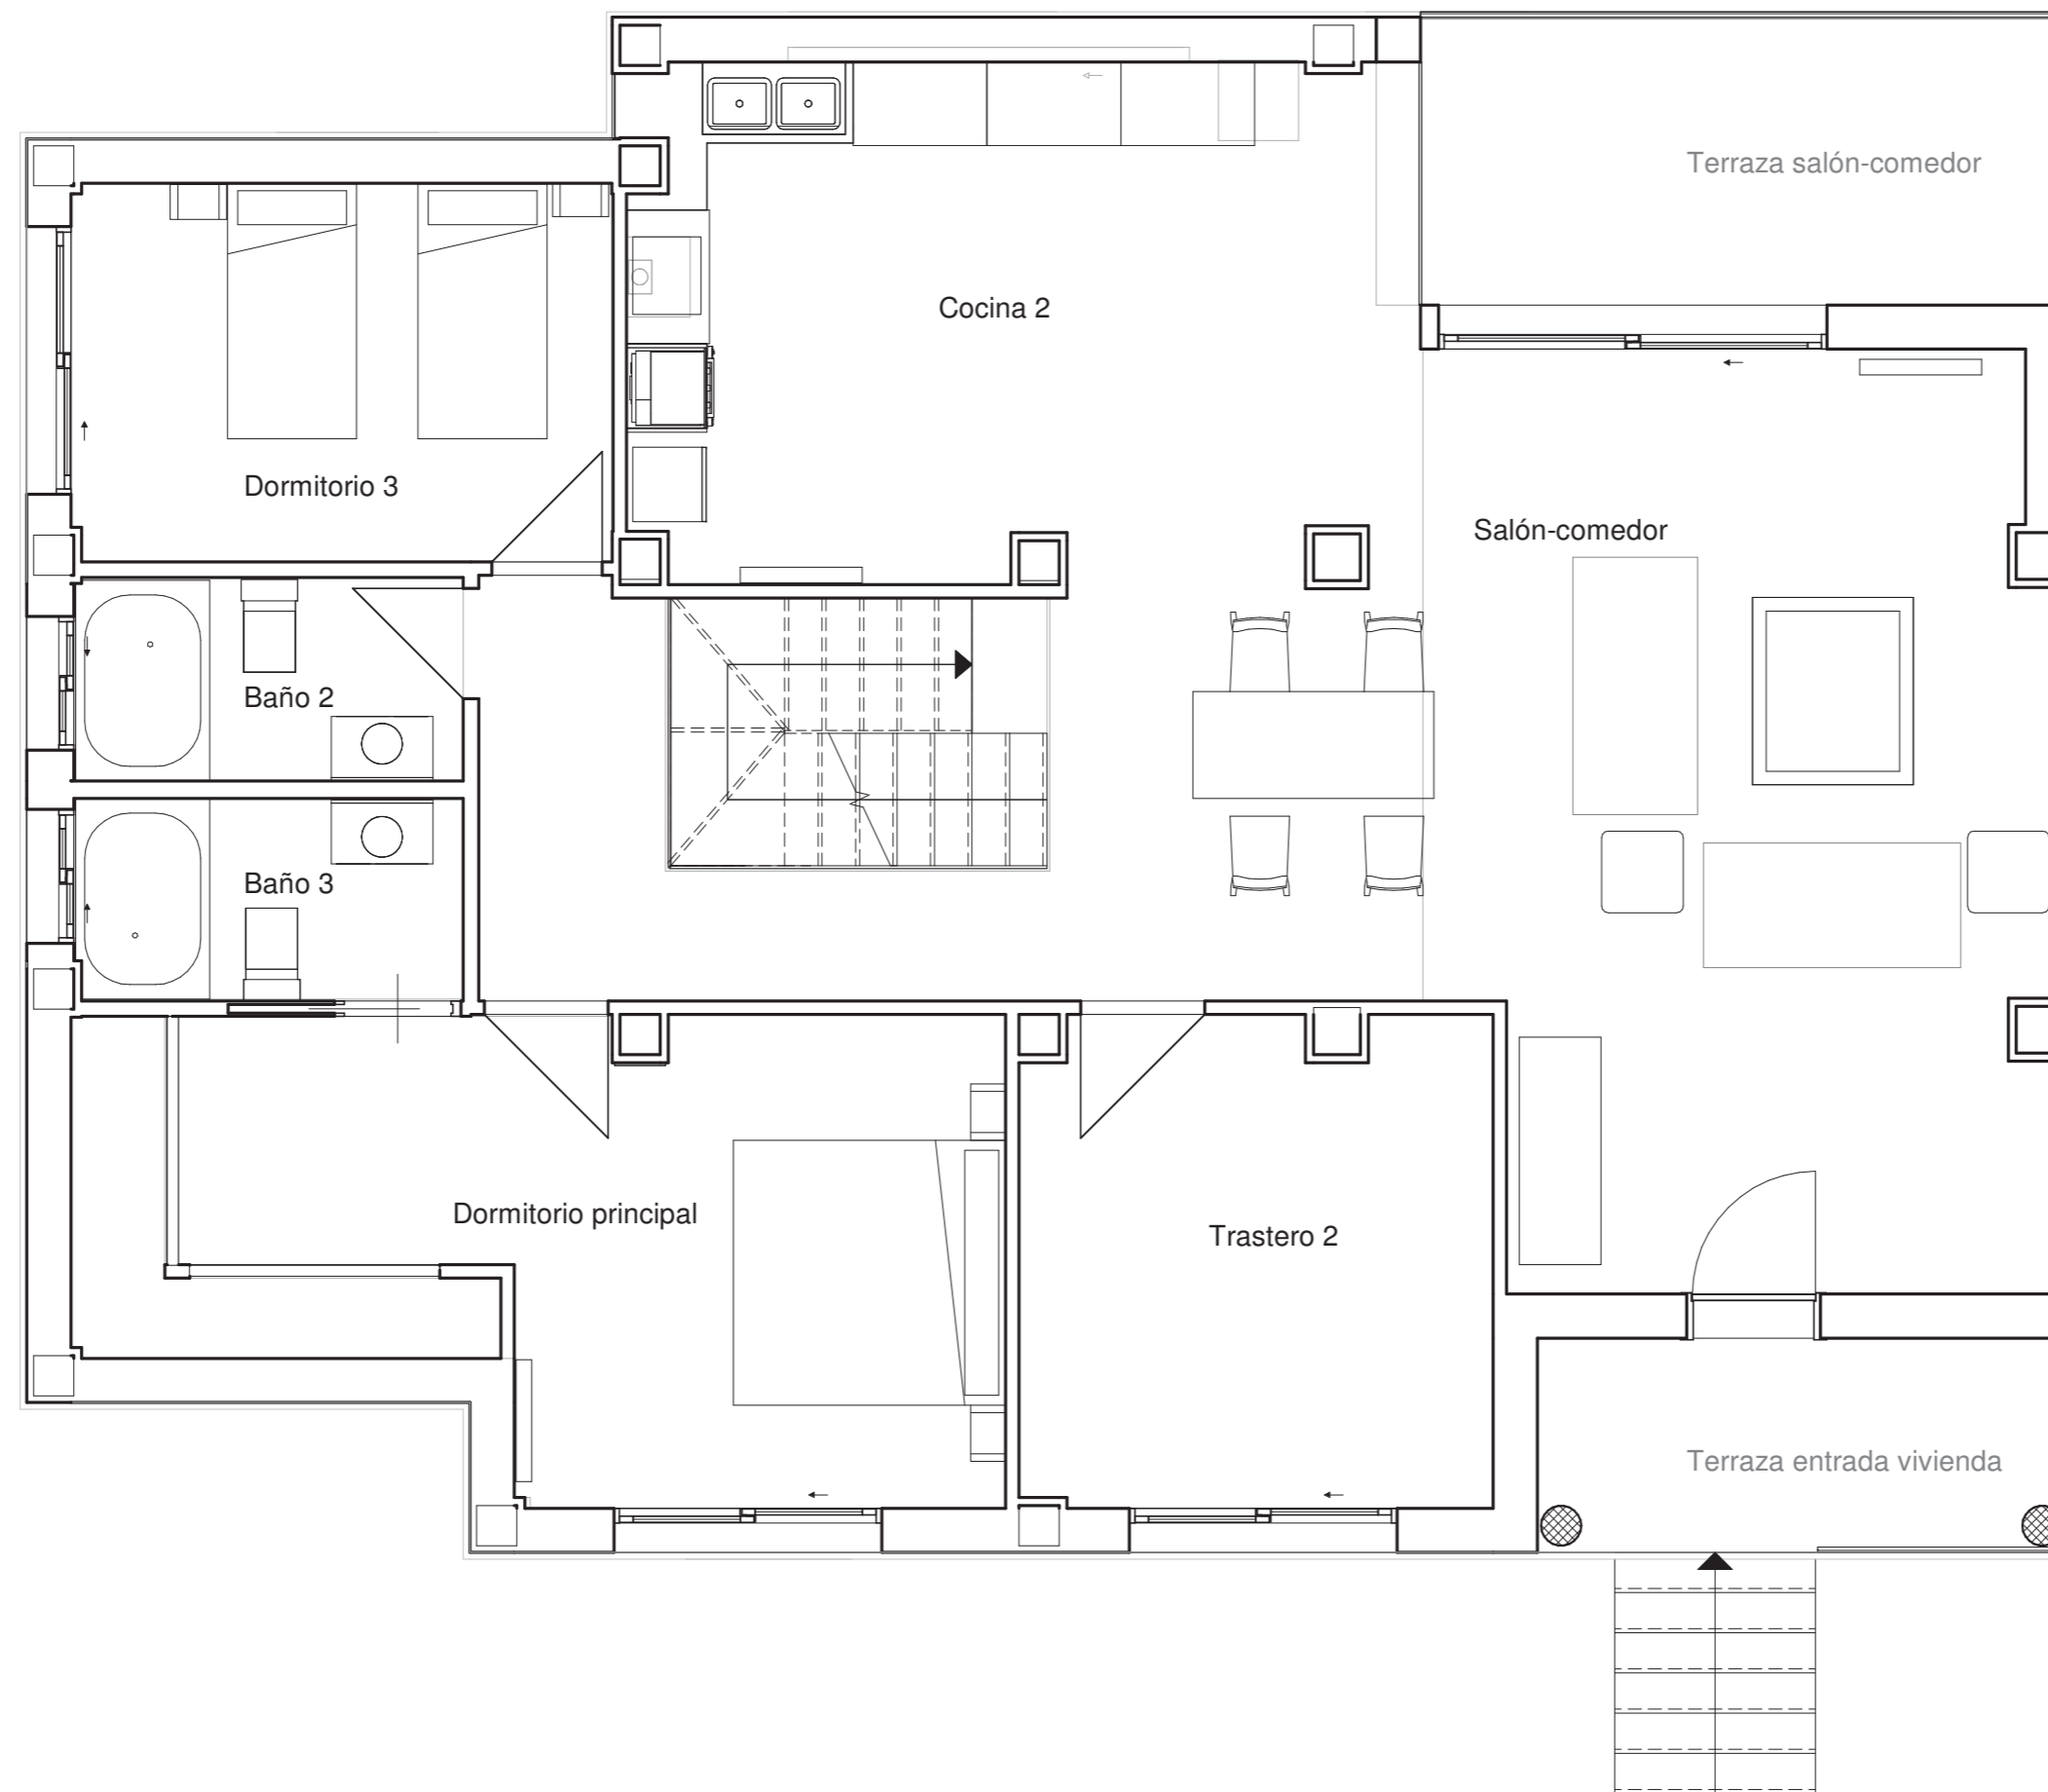 Terraza salón-comedor
Cocina 2
Dormitorio 3
Salón-comedor
Baño 2
Baño 3
Dormitorio principal
Trastero 2
Terraza entrada vivienda